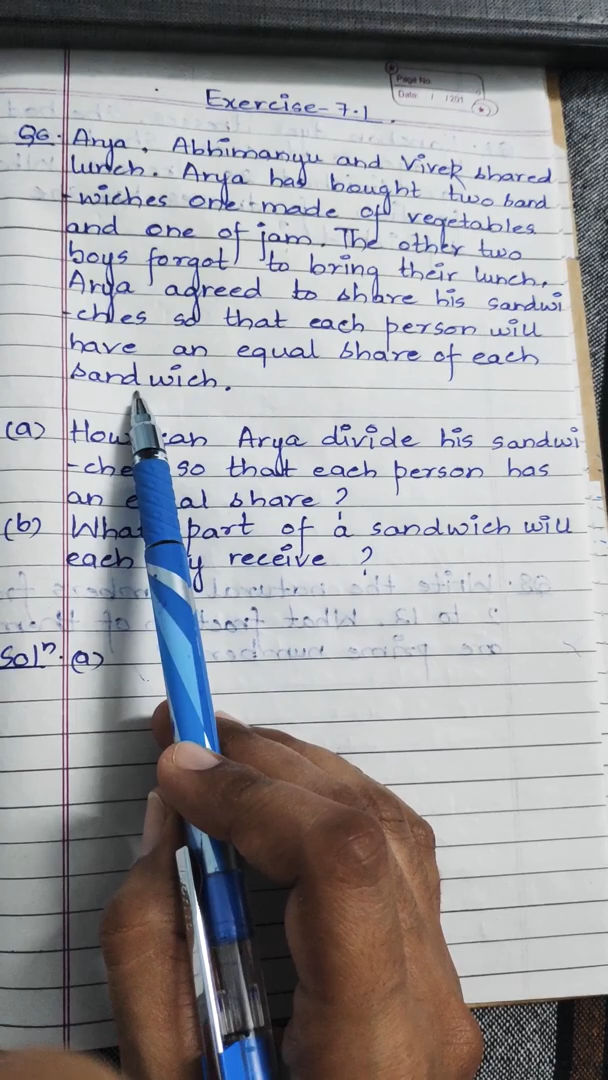 Page No.
Date: / /201
Exercise-7.1.
Q6. Arya, Abhimanyu and Vivek shared
lunch. Arya has bought two sand
-wiches one made of vegetables
and one of jam. The other two
boys forgot to bring their lunch.
Arya agreed to share his sandwi
-ches so that each person will
have an equal share of each
sandwich.
(a) How can Arya divide his sandwi
-ches so that each person has
an equal share?
(b) What part of a sandwich will
each boy receive?
Solⁿ. (a)